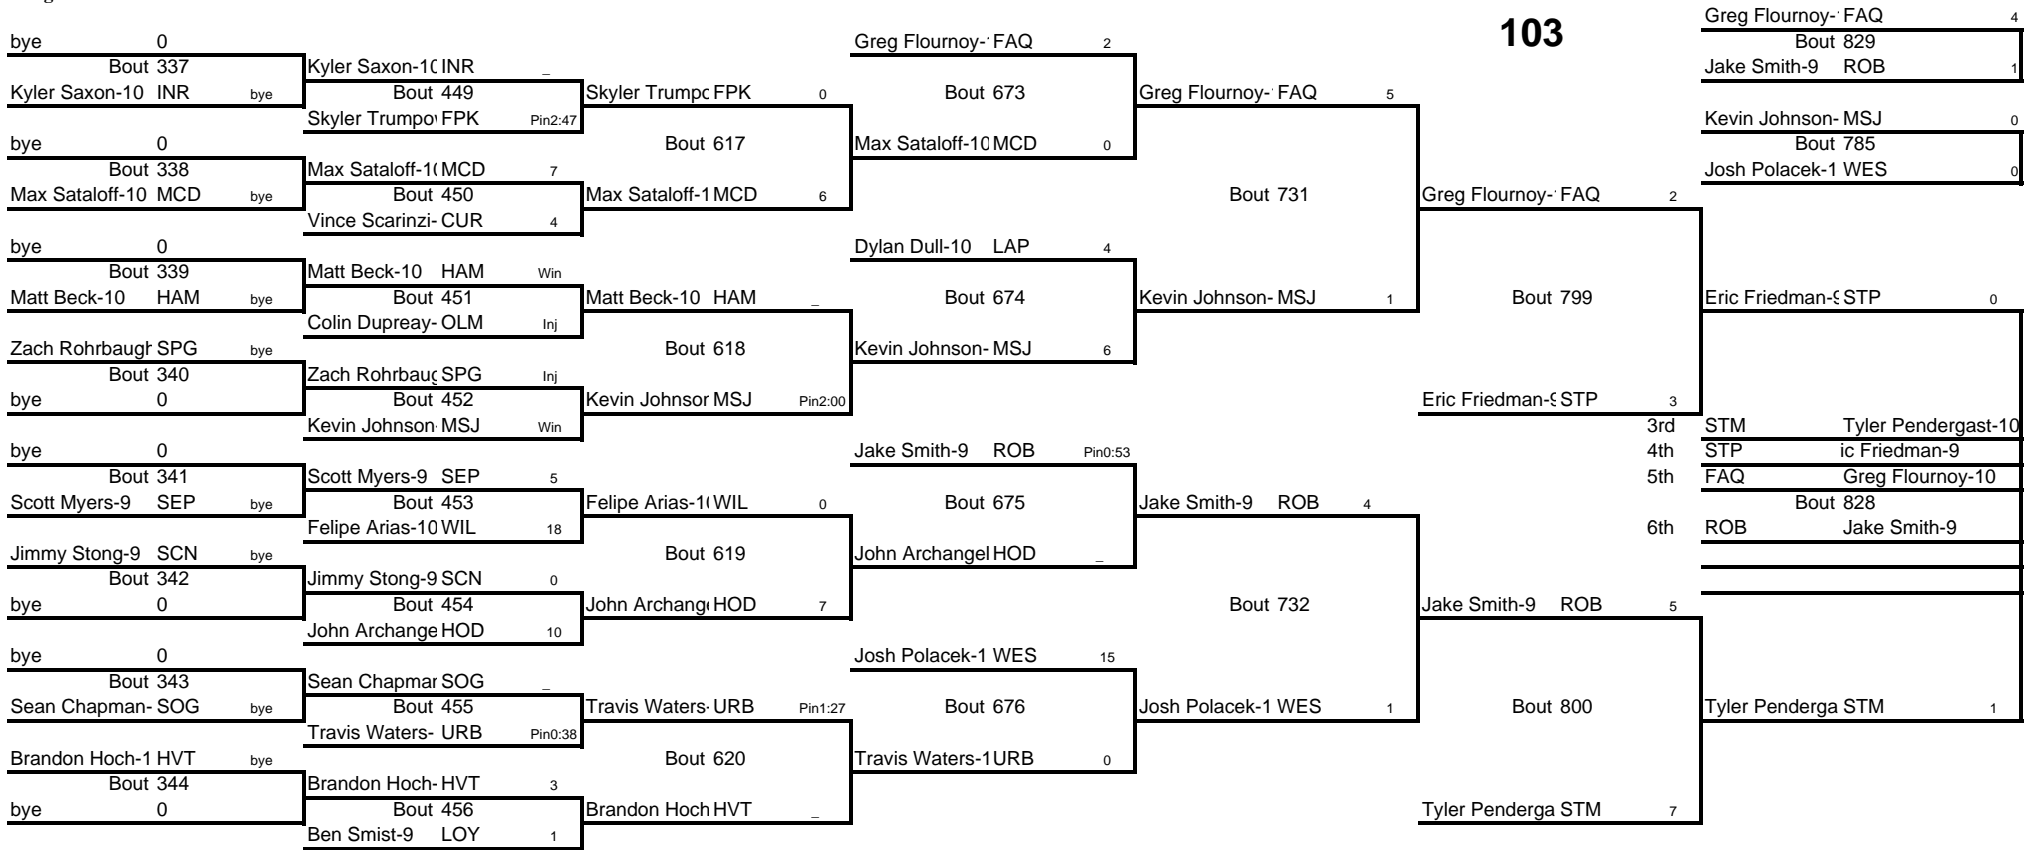 103
Greg Flournoy- FAQ 4
Bout 829
Jake Smith-9 ROB 1
Kevin Johnson- MSJ 0
Bout 785
Josh Polacek-1 WES 0
bye 0
Bout 337
Kyler Saxon-10 INR bye
bye 0
Bout 338
Max Sataloff-10 MCD bye
bye 0
Bout 339
Matt Beck-10 HAM bye
Zach Rohrbaugh SPG bye
Bout 340
bye 0
bye 0
Bout 341
Scott Myers-9 SEP bye
Jimmy Stong-9 SCN bye
Bout 342
bye 0
bye 0
Bout 343
Sean Chapman- SOG bye
Brandon Hoch-1 HVT bye
Bout 344
bye 0
Kyler Saxon-10 INR _
Bout 449
Skyler Trumpo FPK Pin2:47
Max Sataloff-1 MCD 7
Bout 450
Vince Scarinzi- CUR 4
Matt Beck-10 HAM Win
Bout 451
Colin Dupreay- OLM Inj
Zach Rohrbaug SPG Inj
Bout 452
Kevin Johnson MSJ Win
Scott Myers-9 SEP 5
Bout 453
Felipe Arias-10 WIL 18
Jimmy Stong-9 SCN 0
Bout 454
John Archange HOD 10
Sean Chapman SOG _
Bout 455
Travis Waters- URB Pin0:38
Brandon Hoch- HVT 3
Bout 456
Ben Smist-9 LOY 1
Skyler Trumpo FPK 0
Bout 617
Max Sataloff-1 MCD 6
Matt Beck-10 HAM _
Bout 618
Kevin Johnson MSJ Pin2:00
Felipe Arias-1 WIL 0
Bout 619
John Archange HOD 7
Travis Waters- URB Pin1:27
Bout 620
Brandon Hoch HVT _
Greg Flournoy- FAQ 2
Bout 673
Max Sataloff-10 MCD 0
Dylan Dull-10 LAP 4
Bout 674
Kevin Johnson- MSJ 6
Jake Smith-9 ROB Pin0:53
Bout 675
John Archangel HOD _
Josh Polacek-1 WES 15
Bout 676
Travis Waters-1 URB 0
Greg Flournoy- FAQ 5
Bout 731
Kevin Johnson- MSJ 1
Jake Smith-9 ROB 4
Bout 732
Josh Polacek-1 WES 1
Greg Flournoy- FAQ 2
Bout 799
Eric Friedman-9 STP 3
Jake Smith-9 ROB 5
Bout 800
Tyler Penderga STM 7
Eric Friedman-9 STP 0
3rd STM Tyler Pendergast-10
4th STP ic Friedman-9
5th FAQ Greg Flournoy-10
Bout 828
6th ROB Jake Smith-9
Tyler Penderga STM 1